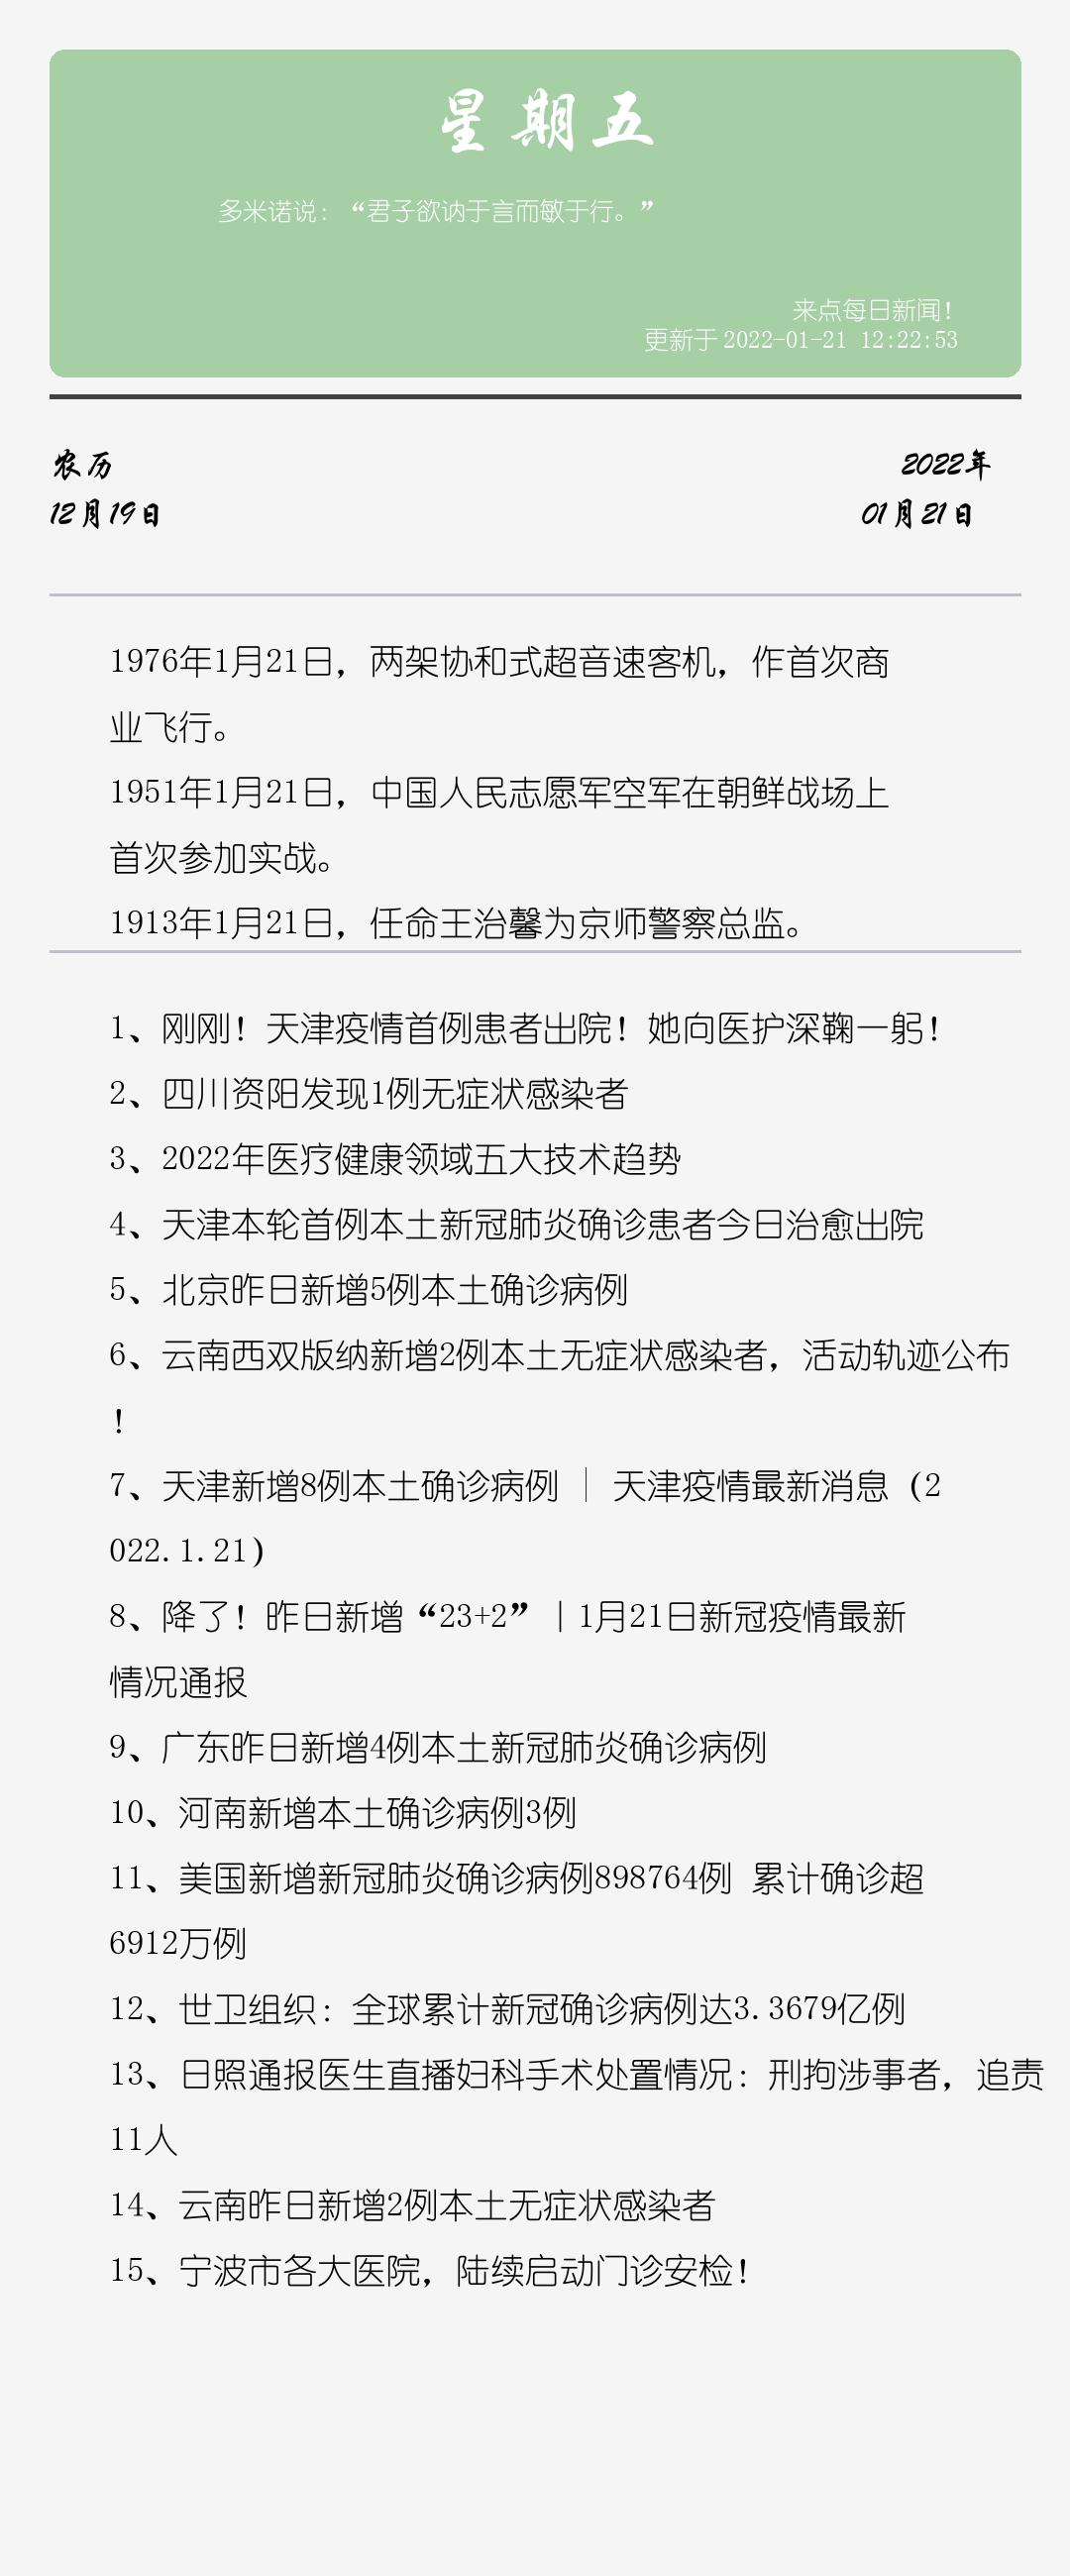 星期五
多米诺说：“君子欲讷于言而敏于行。”
来点每日新闻！
更新于 2022-01-21 12:22:53
农历
12月19日
2022年
01月21日
1976年1月21日，两架协和式超音速客机，作首次商
业飞行。
1951年1月21日，中国人民志愿军空军在朝鲜战场上
首次参加实战。
1913年1月21日，任命王治馨为京师警察总监。
1、刚刚！天津疫情首例患者出院！她向医护深鞠一躬！
2、四川资阳发现1例无症状感染者
3、2022年医疗健康领域五大技术趋势
4、天津本轮首例本土新冠肺炎确诊患者今日治愈出院
5、北京昨日新增5例本土确诊病例
6、云南西双版纳新增2例本土无症状感染者，活动轨迹公布
！
7、天津新增8例本土确诊病例 | 天津疫情最新消息（2
022.1.21）
8、降了！昨日新增“23+2”｜1月21日新冠疫情最新
情况通报
9、广东昨日新增4例本土新冠肺炎确诊病例
10、河南新增本土确诊病例3例
11、美国新增新冠肺炎确诊病例898764例 累计确诊超
6912万例
12、世卫组织：全球累计新冠确诊病例达3.3679亿例
13、日照通报医生直播妇科手术处置情况：刑拘涉事者，追责
11人
14、云南昨日新增2例本土无症状感染者
15、宁波市各大医院，陆续启动门诊安检！